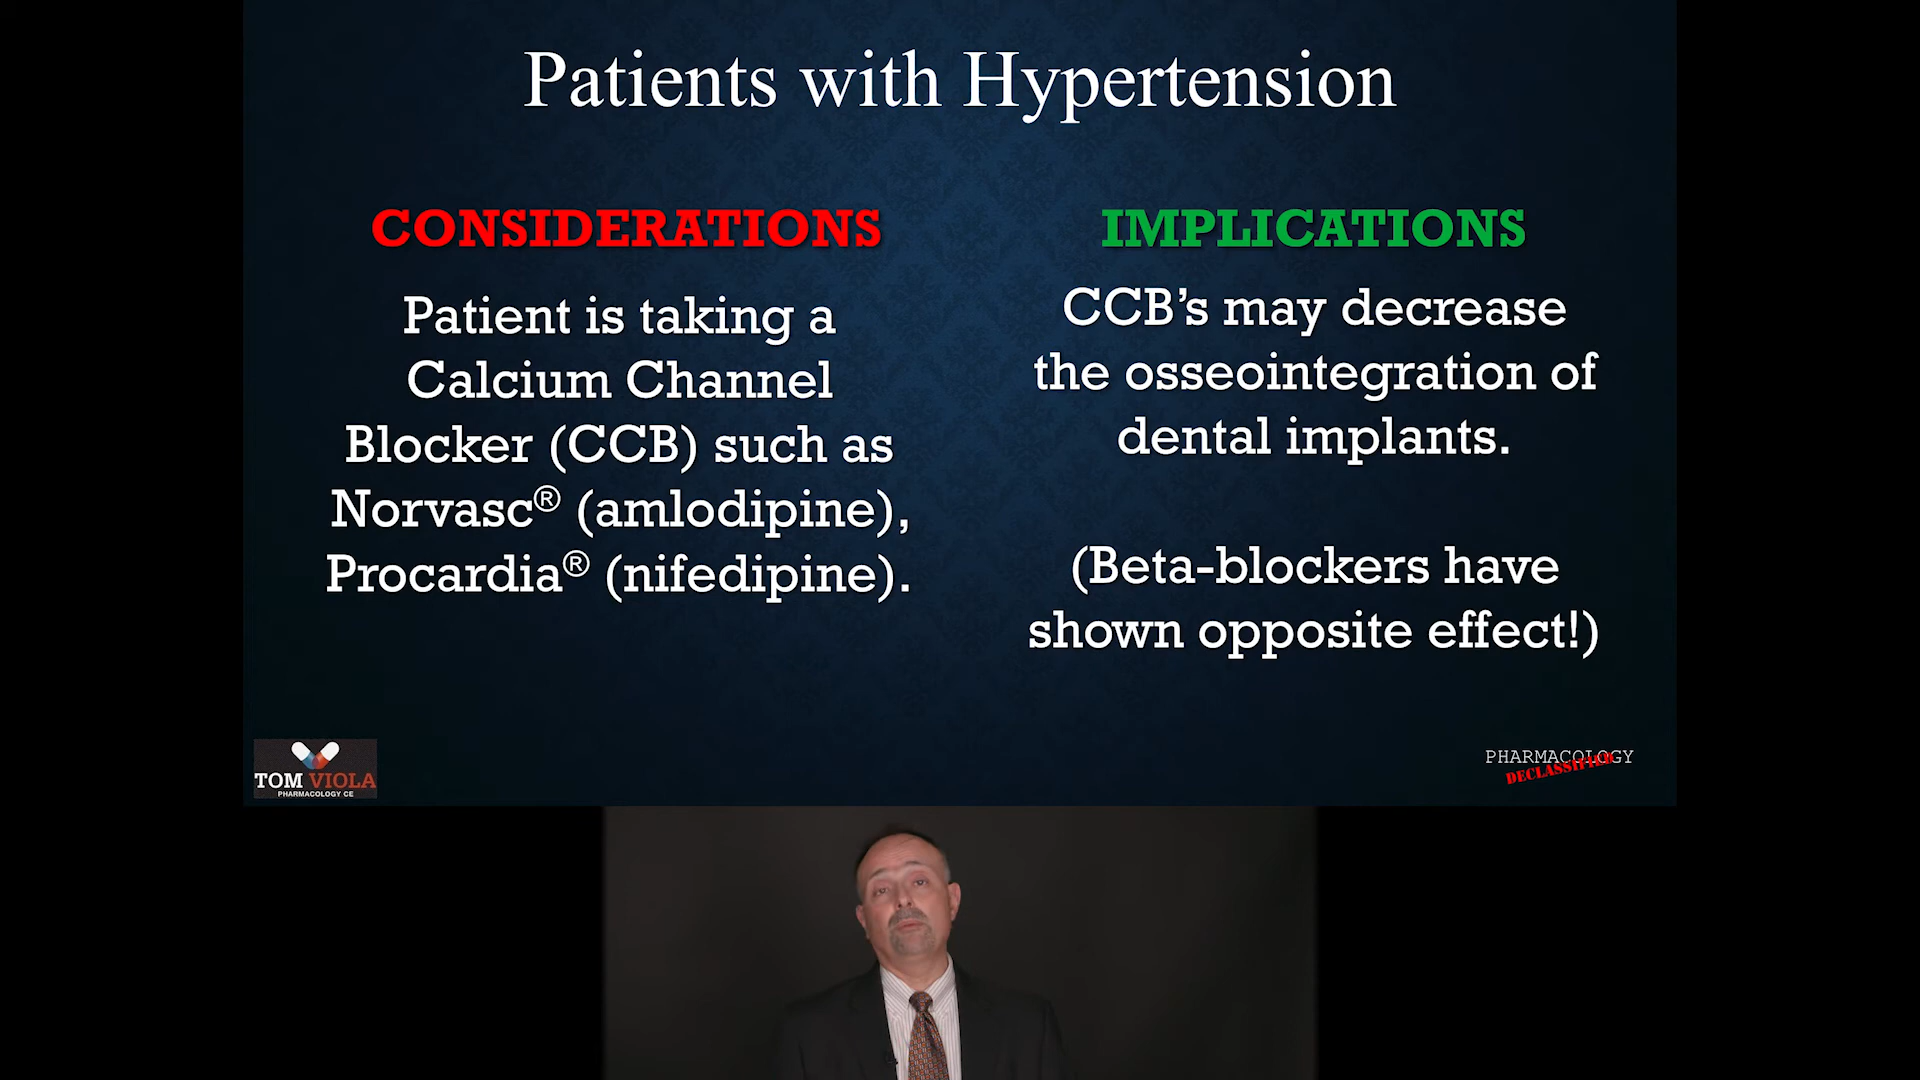 Patients with Hypertension
CONSIDERATIONS
Patient is taking a
Calcium Channel
Blocker (CCB) such as
Norvasc® (amlodipine),
Procardia® (nifedipine).
IMPLICATIONS
CCB’s may decrease
the osseointegration of
dental implants.
(Beta-blockers have
shown opposite effect!)
TOM VIOLA
PHARMACOLOGY CE
PHARMACOLOGY
DECLASSIFIED